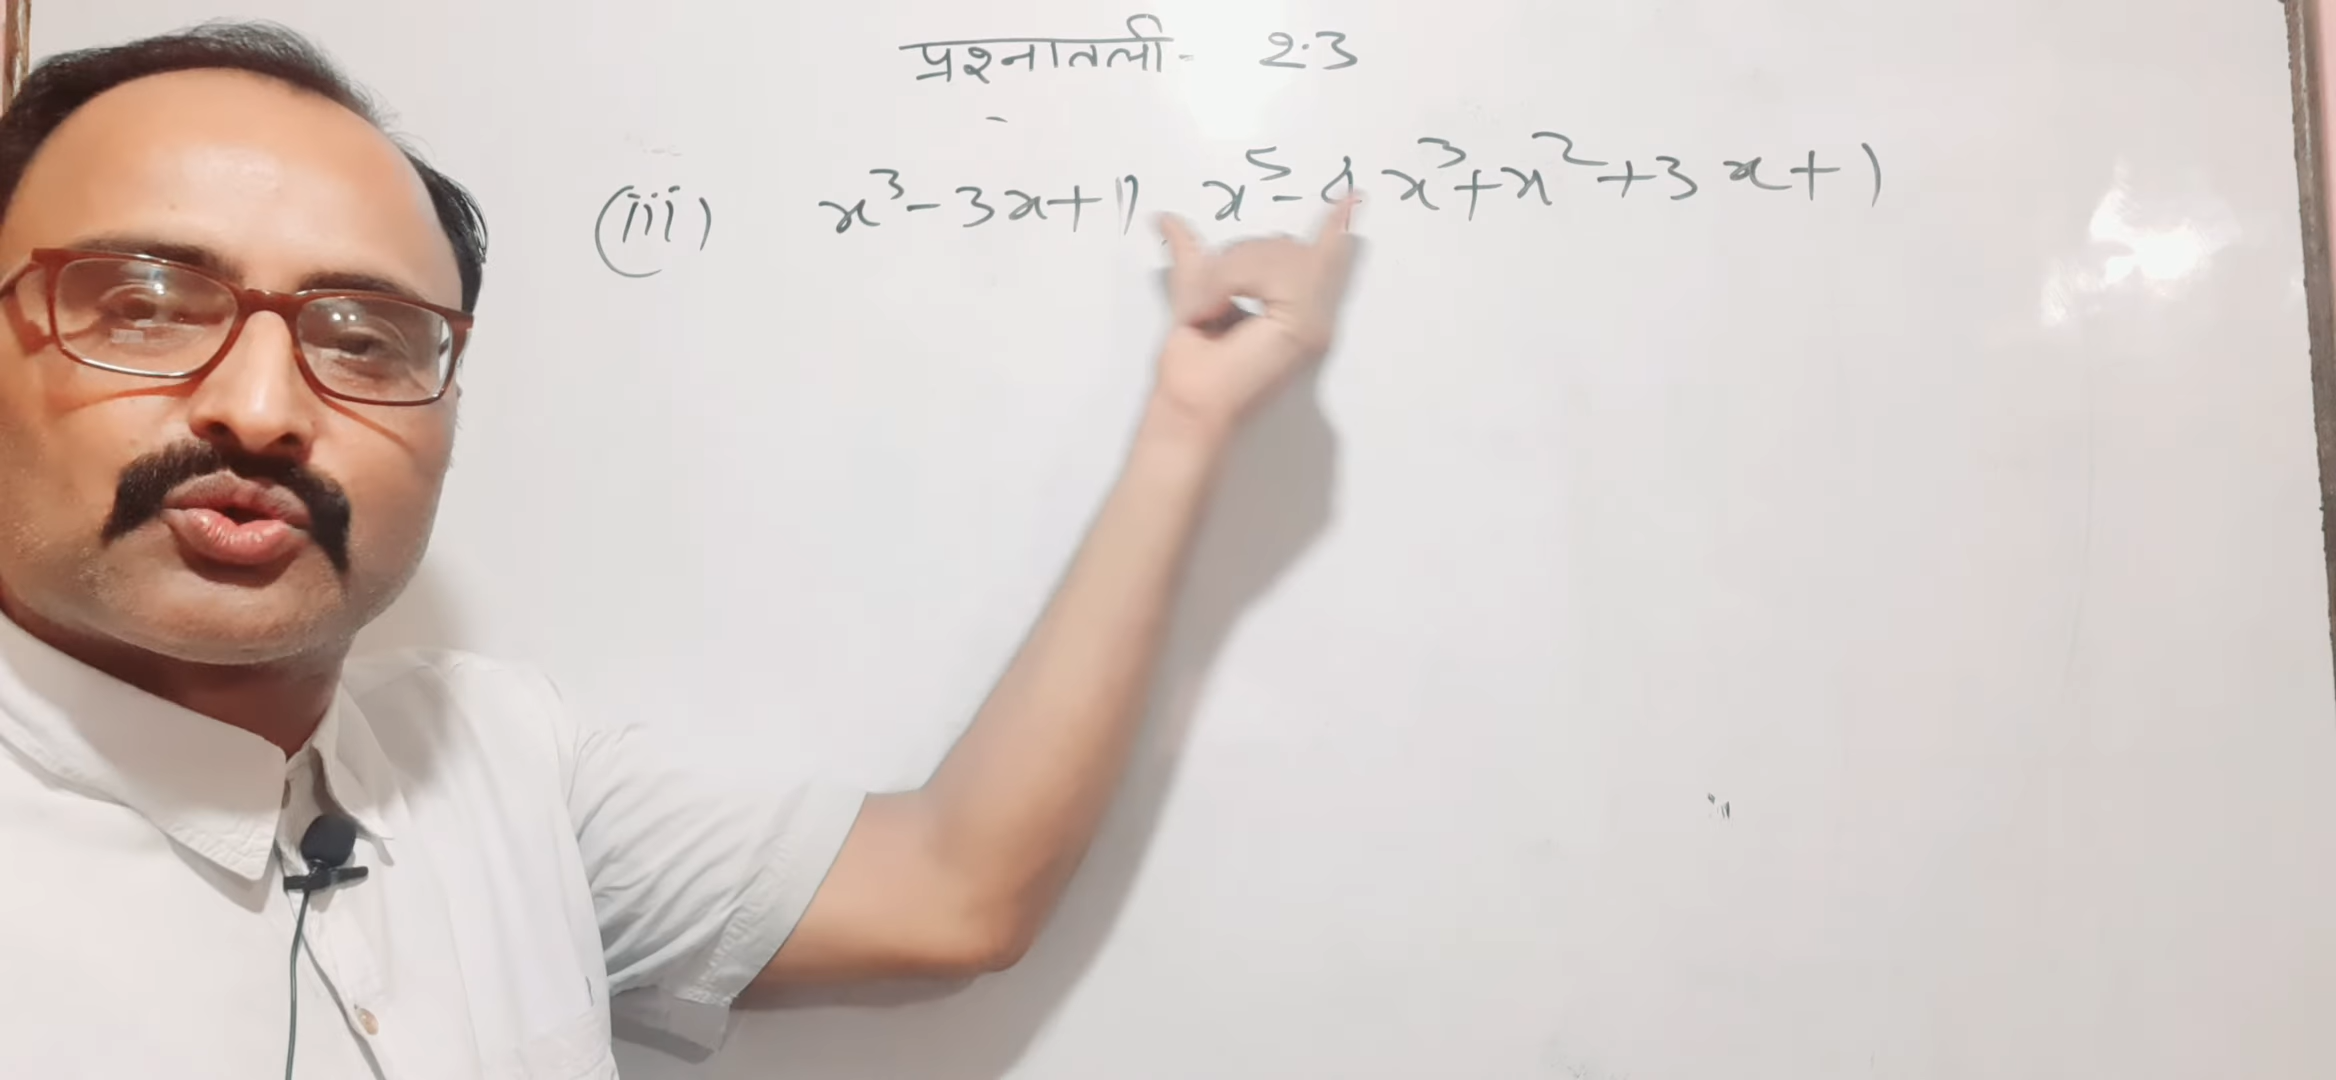 प्रश्नावली - 2.3
(iii) x³-3x+1, x⁵-4x³+x²+3x+1